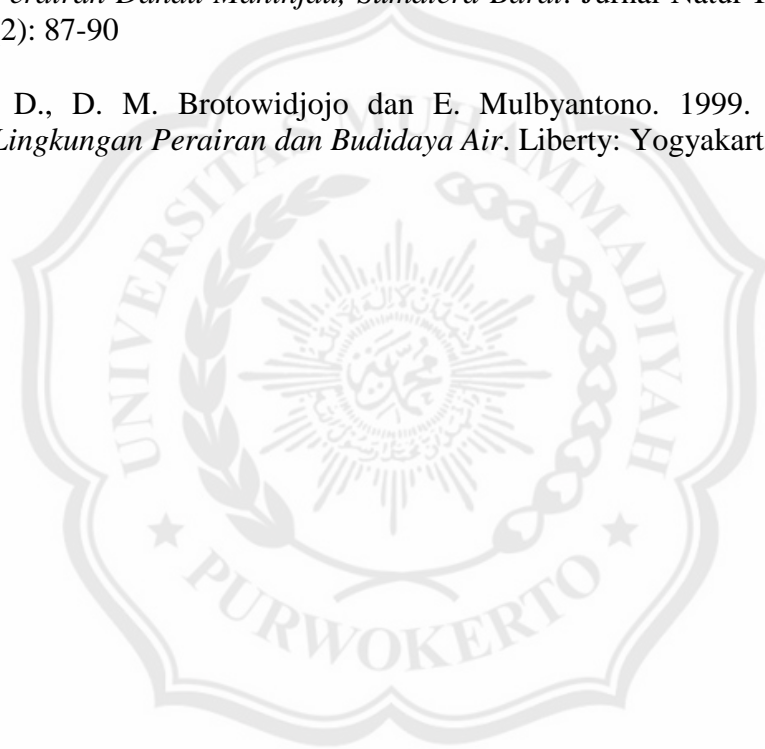 Perairan Danau Maninjau, Sumatera Barat. Jurnal Natur
2): 87-90
D., D. M. Brotowidjojo dan E. Mulbyantono. 1999.
Lingkungan Perairan dan Budidaya Air. Liberty: Yogyakart
UNIVERSITAS MUHAMMADIYAH
PURWOKERTO